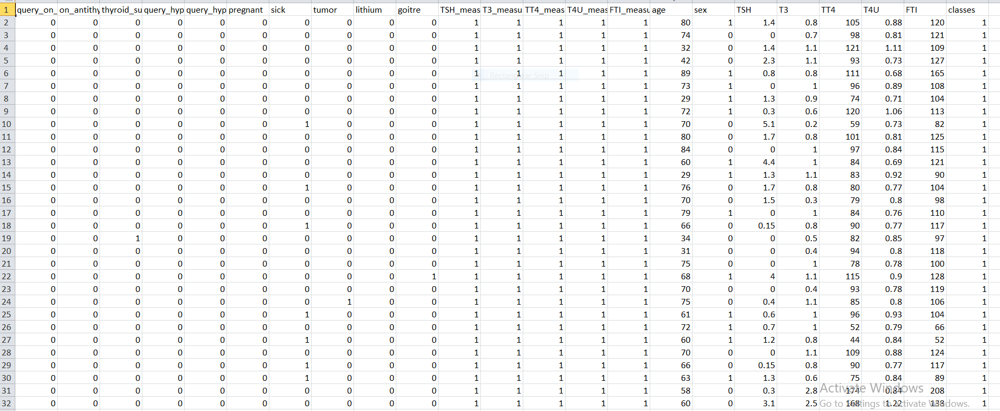 1 query_on_ on_antithy thyroid_su query_hyp query_hyp pregnant sick tumor lithium goitre TSH_meas T3_measu TT4_meas T4U_meas FTI_measu age sex TSH T3 TT4 T4U FTI classes
2 0 0 0 0 0 0 0 0 0 0 1 1 1 1 1 80 1 1.4 0.8 105 0.88 120 1
3 0 0 0 0 0 0 0 0 0 0 1 1 1 1 1 74 0 0 0.7 98 0.81 121 1
4 0 0 0 0 0 0 0 0 0 0 1 1 1 1 1 32 0 1.4 1.1 121 1.11 109 1
5 0 0 0 0 0 0 0 0 0 0 1 1 1 1 1 42 0 2.3 1.1 93 0.73 127 1
6 0 0 0 0 0 0 0 0 0 0 1 1 1 1 1 89 1 0.8 0.8 111 0.68 165 1
Rectangular Snip
7 0 0 0 0 0 0 0 0 0 0 1 1 1 1 1 73 1 0 1 96 0.89 108 1
8 0 0 0 0 0 0 0 0 0 0 1 1 1 1 1 29 1 1.3 0.9 74 0.71 104 1
9 0 0 0 0 0 0 0 0 0 0 1 1 1 1 1 72 1 0.3 0.6 120 1.06 113 1
10 0 0 0 0 0 0 1 0 0 0 1 1 1 1 1 70 0 5.1 0.2 59 0.73 82 1
11 0 0 0 0 0 0 0 0 0 0 1 1 1 1 1 80 0 1.7 0.8 101 0.81 125 1
12 0 0 0 0 0 0 0 0 0 0 1 1 1 1 1 84 0 0 1 97 0.84 115 1
13 0 0 0 0 0 0 0 0 0 0 1 1 1 1 1 60 1 4.4 1 84 0.69 121 1
14 0 0 0 0 0 0 0 0 0 0 1 1 1 1 1 29 1 1.3 1.1 83 0.92 90 1
15 0 0 0 0 0 0 1 0 0 0 1 1 1 1 1 76 0 1.7 0.8 80 0.77 104 1
16 0 0 0 0 0 0 0 0 0 0 1 1 1 1 1 70 0 1.5 0.3 79 0.8 98 1
17 0 0 0 0 0 0 0 0 0 0 1 1 1 1 1 79 1 0 1 84 0.76 110 1
18 0 0 0 0 0 0 1 0 0 0 1 1 1 1 1 66 0 0.15 0.8 90 0.77 117 1
19 0 0 1 0 0 0 0 0 0 0 1 1 1 1 1 34 0 0 0.5 82 0.85 97 1
20 0 0 0 0 0 0 0 0 0 0 1 1 1 1 1 31 0 0 0.4 94 0.8 118 1
21 0 0 0 0 0 0 0 0 0 0 1 1 1 1 1 75 0 0 1 78 0.78 100 1
22 0 0 0 0 0 0 0 0 0 1 1 1 1 1 1 68 1 4 1.1 115 0.9 128 1
23 0 0 0 0 0 0 0 0 0 0 1 1 1 1 1 70 0 0 0.4 93 0.78 119 1
24 0 0 0 0 0 0 0 1 0 0 1 1 1 1 1 75 0 0.4 1.1 85 0.8 106 1
25 0 0 0 0 0 0 1 0 0 0 1 1 1 1 1 61 1 0.6 1 96 0.93 104 1
26 0 0 0 0 0 0 0 0 0 0 1 1 1 1 1 72 1 0.7 1 52 0.79 66 1
27 0 0 0 0 0 0 1 0 0 0 1 1 1 1 1 60 1 1.2 0.8 44 0.84 52 1
28 0 0 0 0 0 0 0 0 0 0 1 1 1 1 1 70 0 0 1.1 109 0.88 124 1
29 0 0 0 0 0 0 1 0 0 0 1 1 1 1 1 66 0 0.15 0.8 90 0.77 117 1
30 0 0 0 0 0 0 1 0 0 0 1 1 1 1 1 63 1 1.3 0.6 75 0.84 89 1
31 0 0 0 0 0 0 0 0 0 0 1 1 1 1 1 58 0 0.3 2.8 174 0.84 208 1
Activate Windows
32 0 0 0 0 0 0 0 0 0 0 1 1 1 1 1 60 0 3.1 2.5 168 1.22 138 1
Go to Settings to activate Windows.